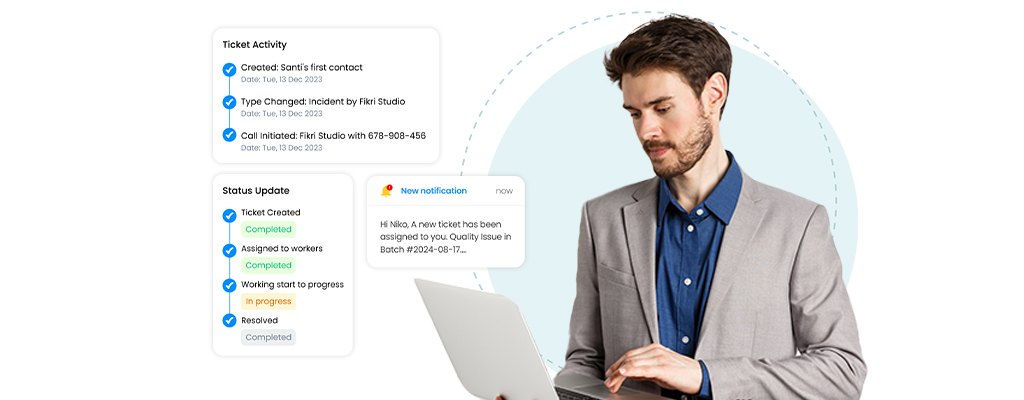 Ticket Activity
Created: Santi's first contact
Date: Tue, 13 Dec 2023
Type Changed: Incident by Fikri Studio
Date: Tue, 13 Dec 2023
Call Initiated: Fikri Studio with 678-908-456
Date: Tue, 13 Dec 2023
Status Update
Ticket Created
Completed
Assigned to workers
Completed
Working start to progress
In progress
Resolved
Completed
New notification
now
Hi Niko, A new ticket has been
assigned to you. Quality Issue in
Batch #2024-08-17....